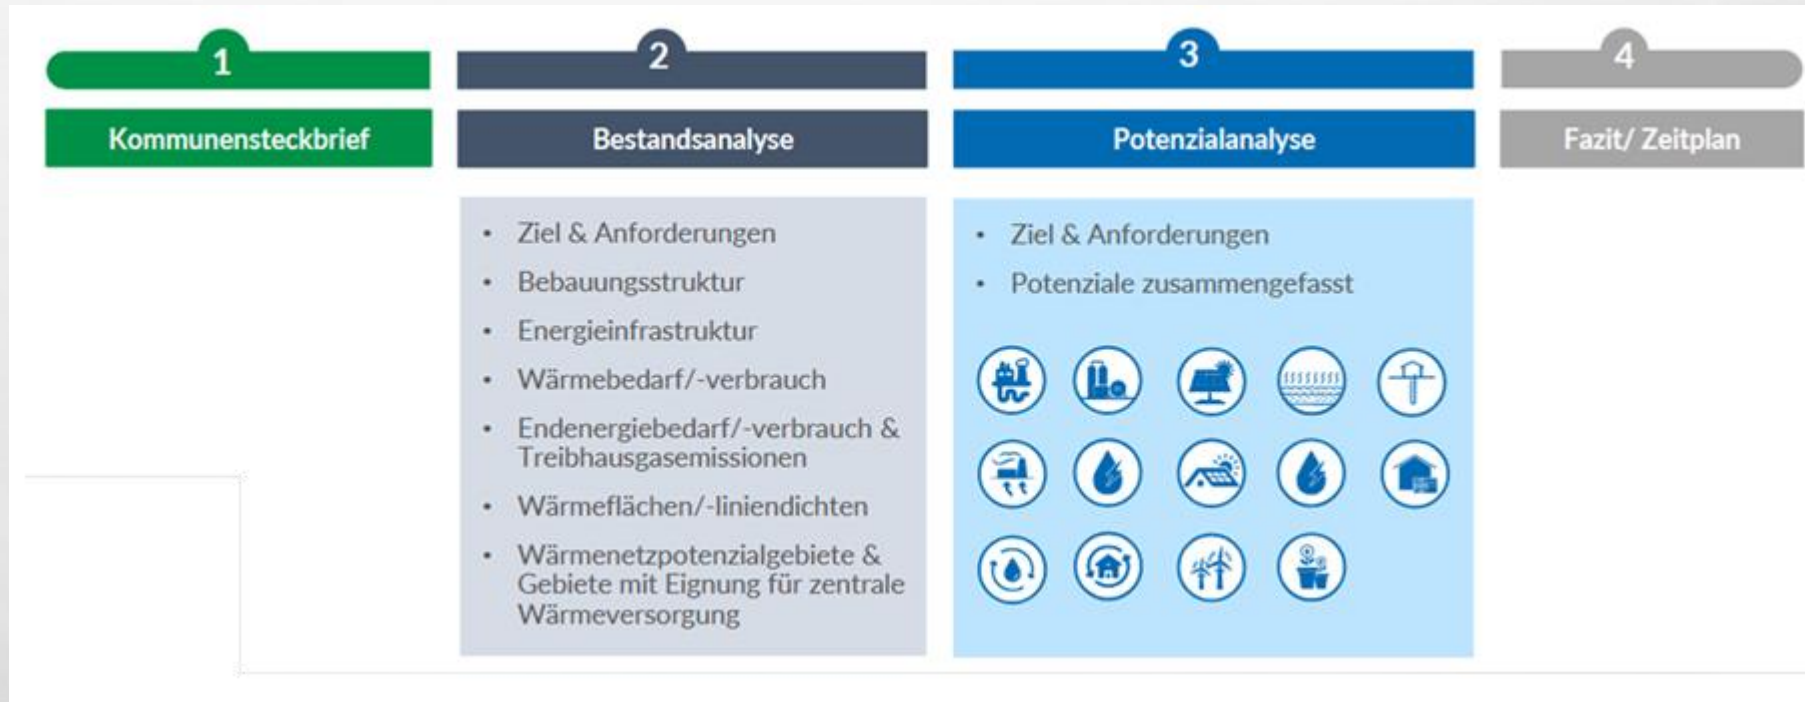 1
Kommunensteckbrief
2
Bestandsanalyse
• Ziel & Anforderungen
• Bebauungsstruktur
• Energieinfrastruktur
• Wärmebedarf/-verbrauch
• Endenergiebedarf/-verbrauch &
Treibhausgasemissionen
• Wärmeflächen/-liniendichten
• Wärmenetzpotenzialgebiete &
Gebiete mit Eignung für zentrale
Wärmeversorgung
3
Potenzialanalyse
• Ziel & Anforderungen
• Potenziale zusammengefasst
4
Fazit/ Zeitplan